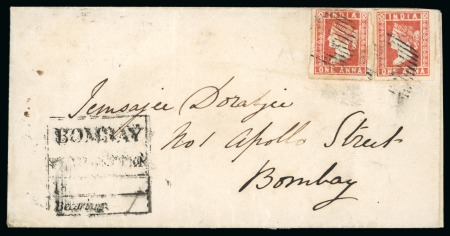 INDIA INDIA
ONE ANNA ONE ANNA
Jemsajee Dorabjee
No 1 Apollo Street
Bombay
BOMBAY